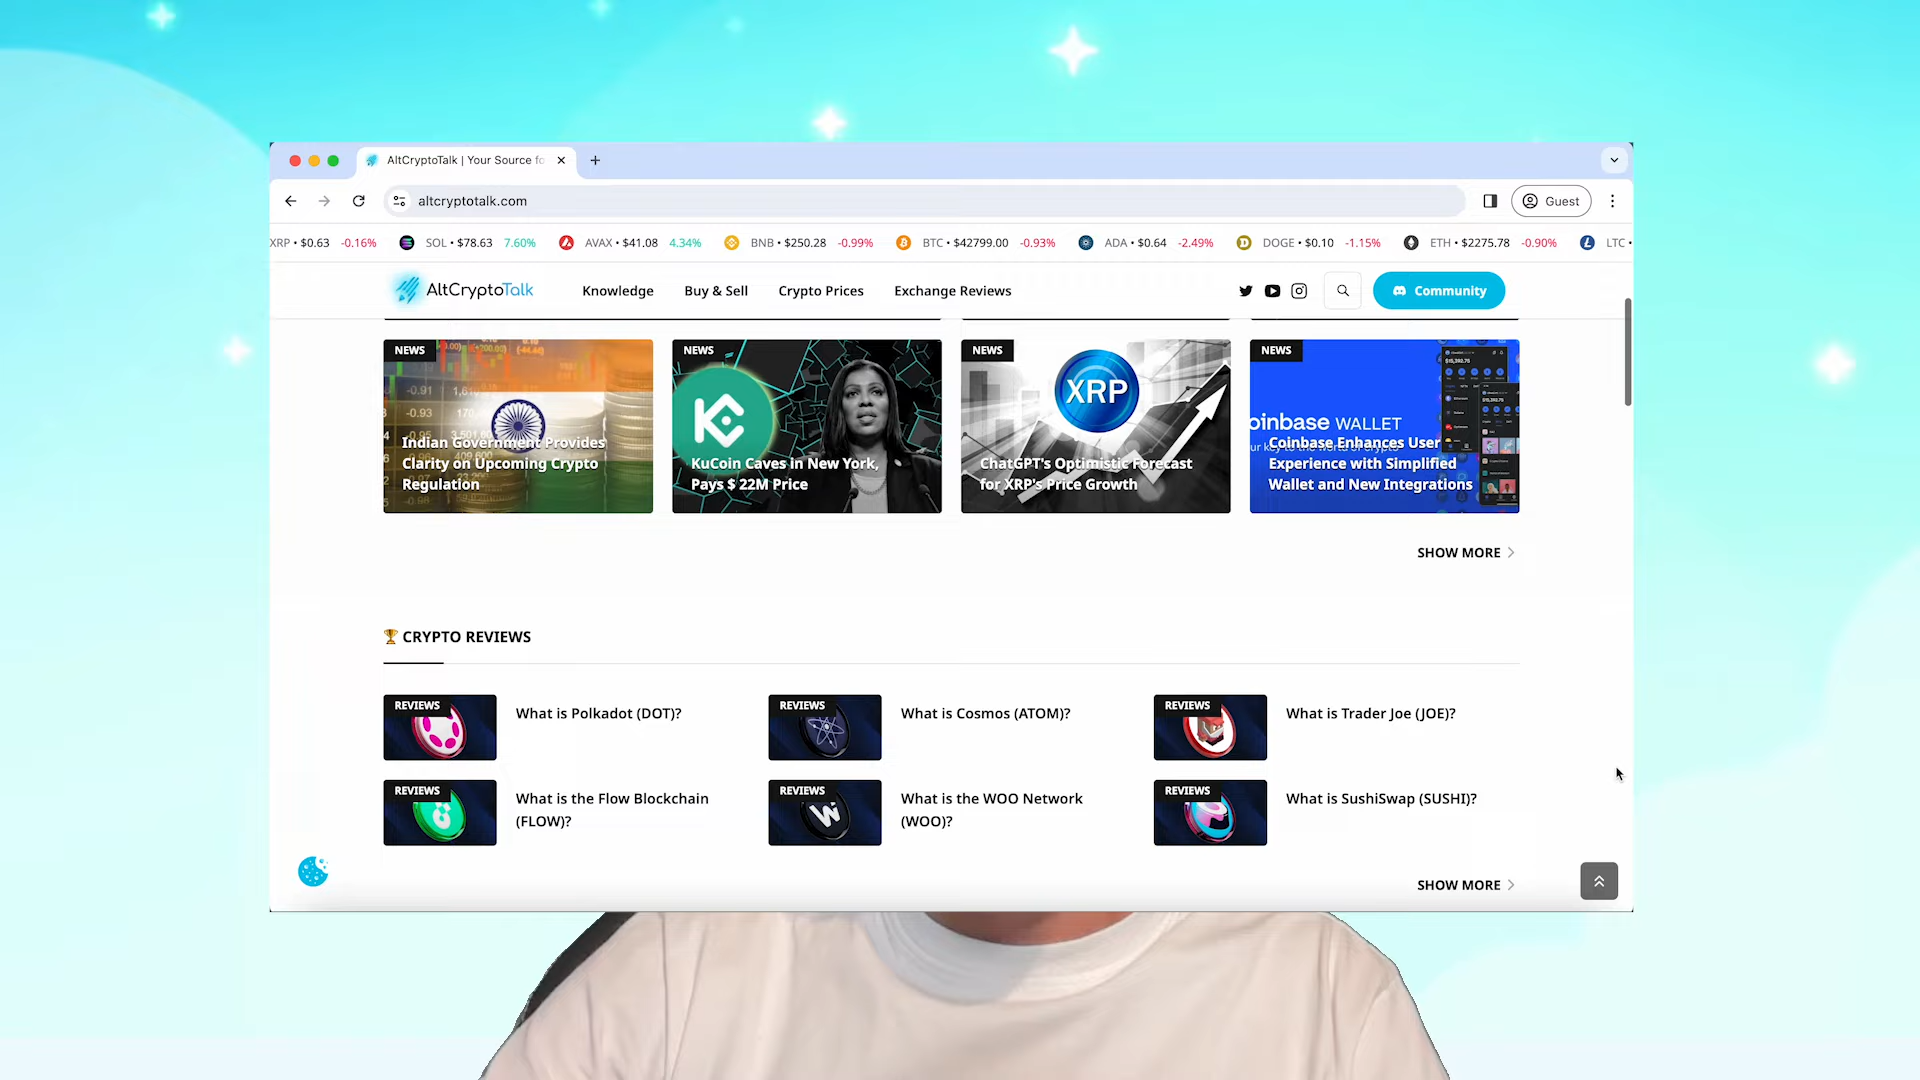 AltCryptoTalk | Your Source fo
altcryptotalk.com
Guest
XRP • $0.63 -0.16% SOL • $78.63 7.60% AVAX • $41.08 4.34% BNB • $250.28 -0.99% BTC • $42799.00 -0.93% ADA • $0.64 -2.49% DOGE • $0.10 -1.15% ETH • $2275.78 -0.90% LTC •
AltCryptoTalk
Knowledge Buy & Sell Crypto Prices Exchange Reviews
Community
NEWS
Indian Government Provides
Clarity on Upcoming Crypto
Regulation
NEWS
KuCoin Caves in New York,
Pays $ 22M Price
NEWS
XRP
ChatGPT's Optimistic Forecast
for XRP's Price Growth
NEWS
oinbase WALLET
Coinbase Enhances User
Experience with Simplified
Wallet and New Integrations
SHOW MORE
CRYPTO REVIEWS
REVIEWS
What is Polkadot (DOT)?
REVIEWS
What is Cosmos (ATOM)?
REVIEWS
What is Trader Joe (JOE)?
REVIEWS
What is the Flow Blockchain
(FLOW)?
REVIEWS
What is the WOO Network
(WOO)?
REVIEWS
What is SushiSwap (SUSHI)?
SHOW MORE